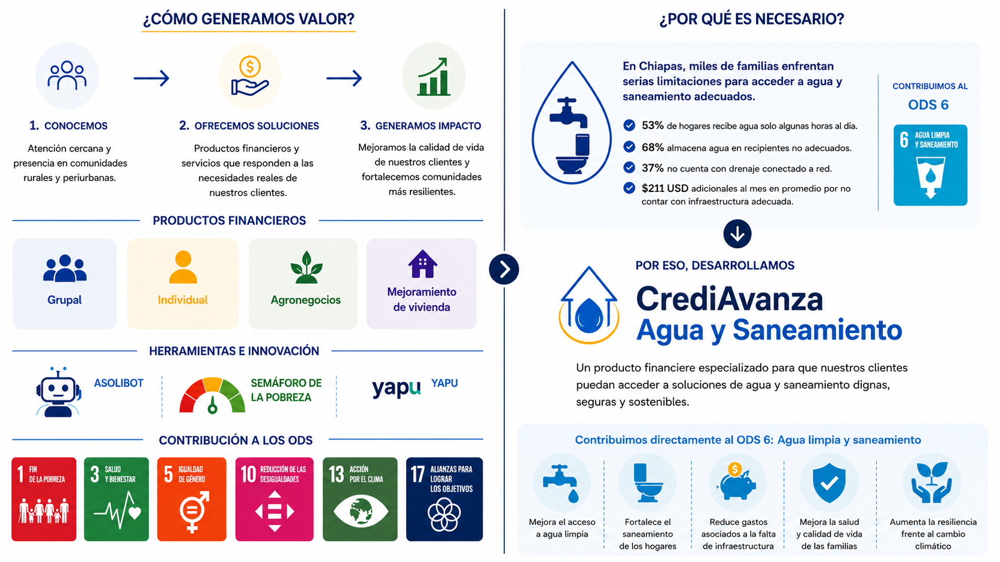 ¿CÓMO GENERAMOS VALOR?
1. CONOCEMOS
Atención cercana y
presencia en comunidades
rurales y periurbanas.
2. OFRECEMOS SOLUCIONES
Productos financieros y
servicios que responden a las
necesidades reales de
nuestros clientes.
3. GENERAMOS IMPACTO
Mejoramos la calidad de vida
de nuestros clientes y
fortalecemos comunidades
más resilientes.
PRODUCTOS FINANCIEROS
Grupal
Individual
Agronegocios
Mejoramiento
de vivienda
HERRAMIENTAS E INNOVACIÓN
ASOLIBOT
SEMÁFORO DE
LA POBREZA
yapu YAPU
CONTRIBUCIÓN A LOS ODS
1 FIN
DE LA POBREZA
3 SALUD
Y BIENESTAR
5 IGUALDAD
DE GÉNERO
10 REDUCCIÓN DE LAS
DESIGUALDADES
13 ACCIÓN
POR EL CLIMA
17 ALIANZAS PARA
LOGRAR
LOS OBJETIVOS
¿POR QUÉ ES NECESARIO?
En Chiapas, miles de familias enfrentan
serias limitaciones para acceder a agua y
saneamiento adecuados.
53% de hogares recibe agua solo algunas horas al día.
68% almacena agua en recipientes no adecuados.
37% no cuenta con drenaje conectado a red.
$211 USD adicionales al mes en promedio por no
contar con infraestructura adecuada.
CONTRIBUIMOS AL
ODS 6
6 AGUA LIMPIA
Y SANEAMIENTO
POR ESO, DESARROLLAMOS
CrediAvanza
Agua y Saneamiento
Un producto financiere especializado para que nuestros clientes
puedan acceder a soluciones de agua y saneamiento dignas,
seguras y sostenibles.
Contribuimos directamente al ODS 6: Agua limpia y saneamiento
Mejora el acceso
a agua limpia
$
Fortalece el
saneamiento
de los hogares
Reduce gastos
asociados a la falta
de infraestructura
Mejora la salud
y calidad de vida
de las familias
Aumenta la resiliencia
frente al cambio
climático